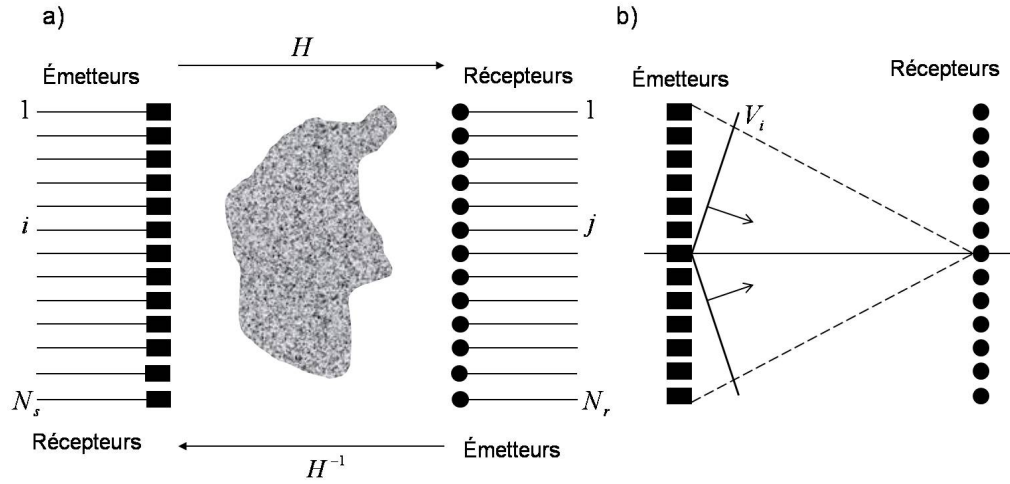 a)
H
Émetteurs
Récepteurs
1
1
i
j
N_s
N_r
Récepteurs
Émetteurs
H^{-1}
b)
Émetteurs
Récepteurs
V_i